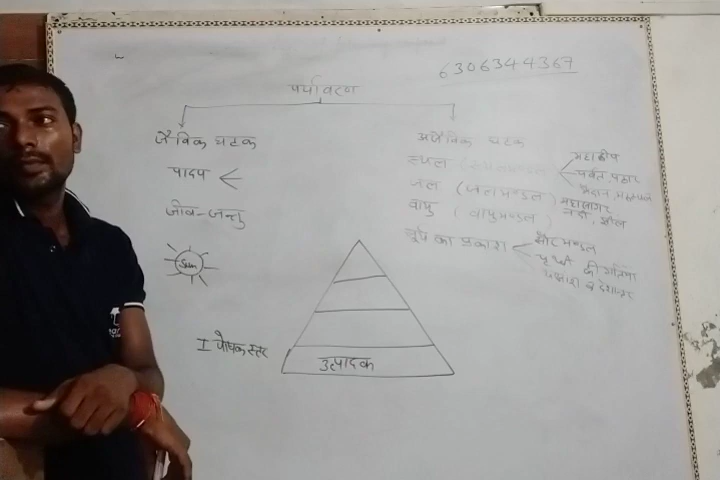 6306344367
पर्यावरण
जैविक घटक
पादप
जीव-जन्तु
Sun
I पोषक स्तर
उत्पादक
अजैविक घटक
स्थल
महाद्वीप
पर्वत, पठार
मैदान,
जल (जलमण्डल)
महासागर
नदी, झील
वायु (वायुमण्डल)
सौरमण्डल
पृथ्वी की गतियां